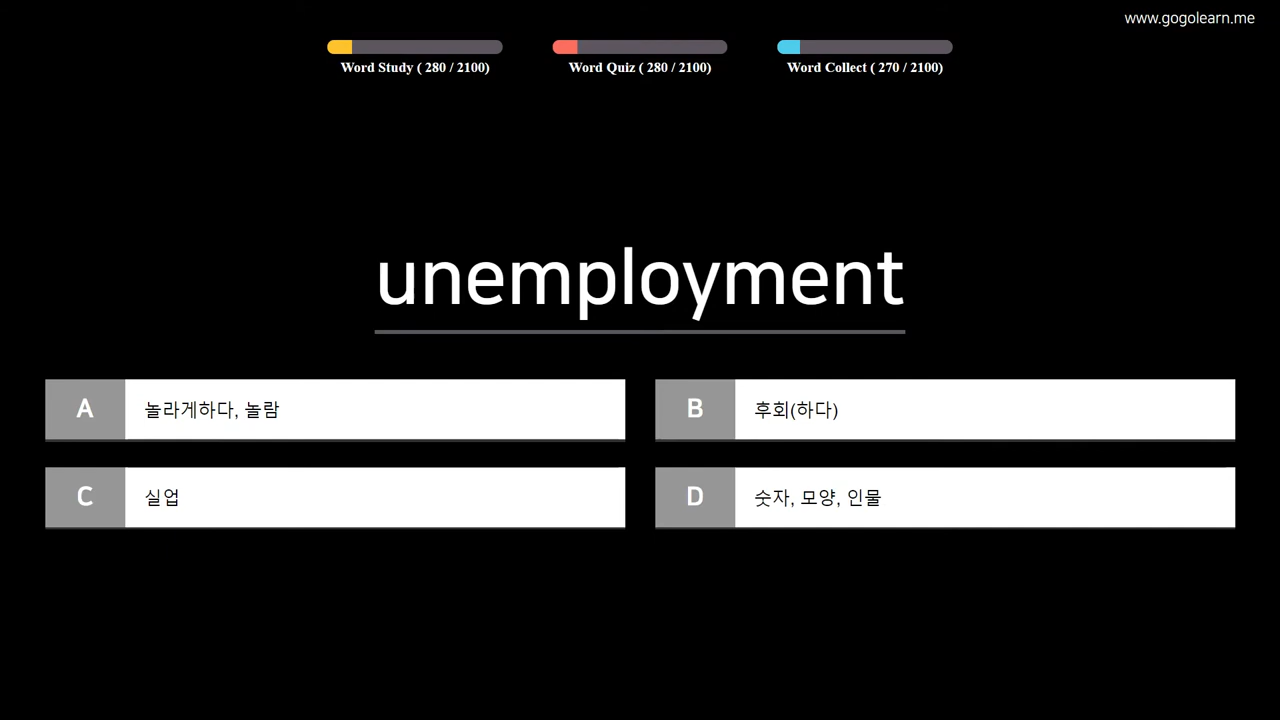 www.gogolearn.me
Word Study ( 280 / 2100)
Word Quiz ( 280 / 2100)
Word Collect ( 270 / 2100)
unemployment
A 놀라게하다, 놀람
B 후회(하다)
C 실업
D 숫자, 모양, 인물